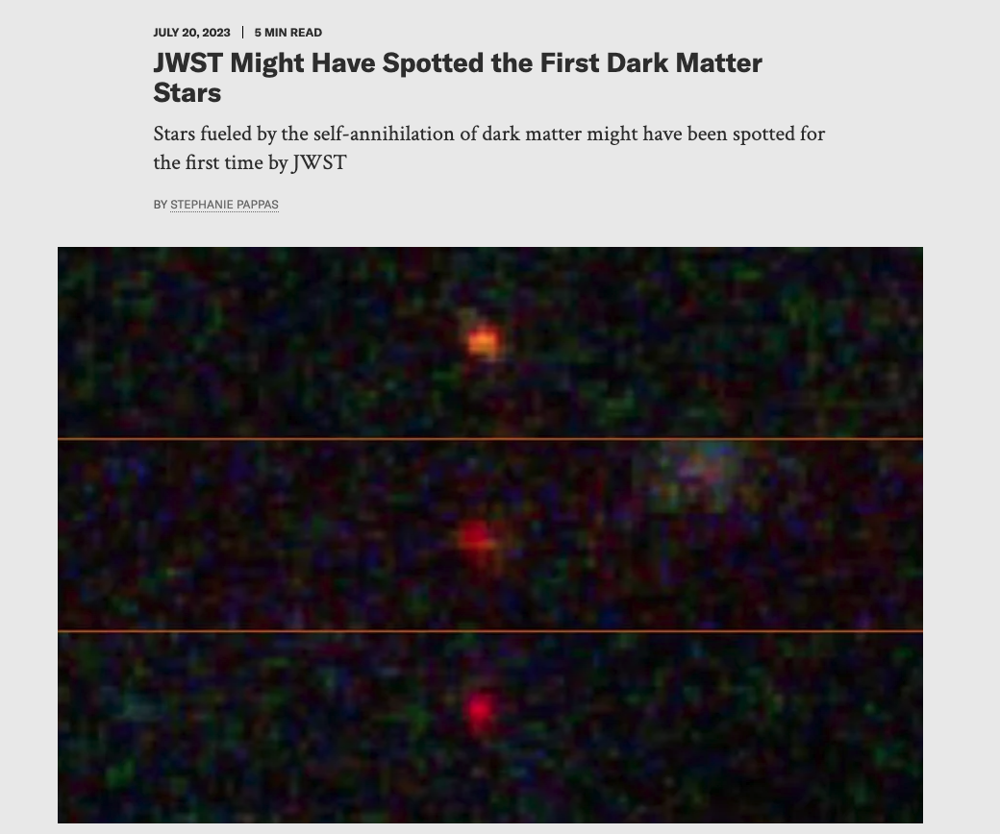 JULY 20, 2023 | 5 MIN READ
JWST Might Have Spotted the First Dark Matter
Stars
Stars fueled by the self-annihilation of dark matter might have been spotted for
the first time by JWST
BY STEPHANIE PAPPAS